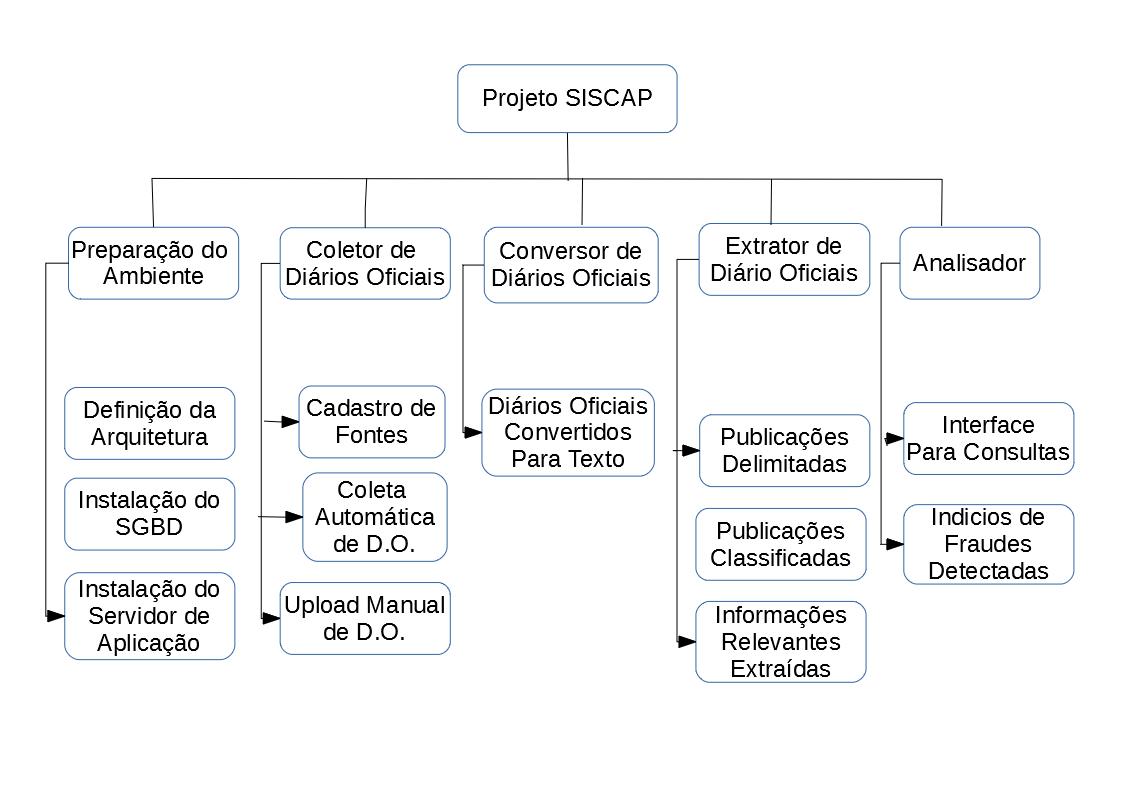 Projeto SISCAP
Preparação do
Ambiente
Coletor de
Diários Oficiais
Conversor de
Diários Oficiais
Extrator de
Diário Oficiais
Analisador
Definição da
Arquitetura
Instalação do
SGBD
Instalação do
Servidor de
Aplicação
Cadastro de
Fontes
Coleta
Automática
de D.O.
Upload Manual
de D.O.
Diários Oficiais
Convertidos
Para Texto
Publicações
Delimitadas
Publicações
Classificadas
Informações
Relevantes
Extraídas
Interface
Para Consultas
Indicios de
Fraudes
Detectadas